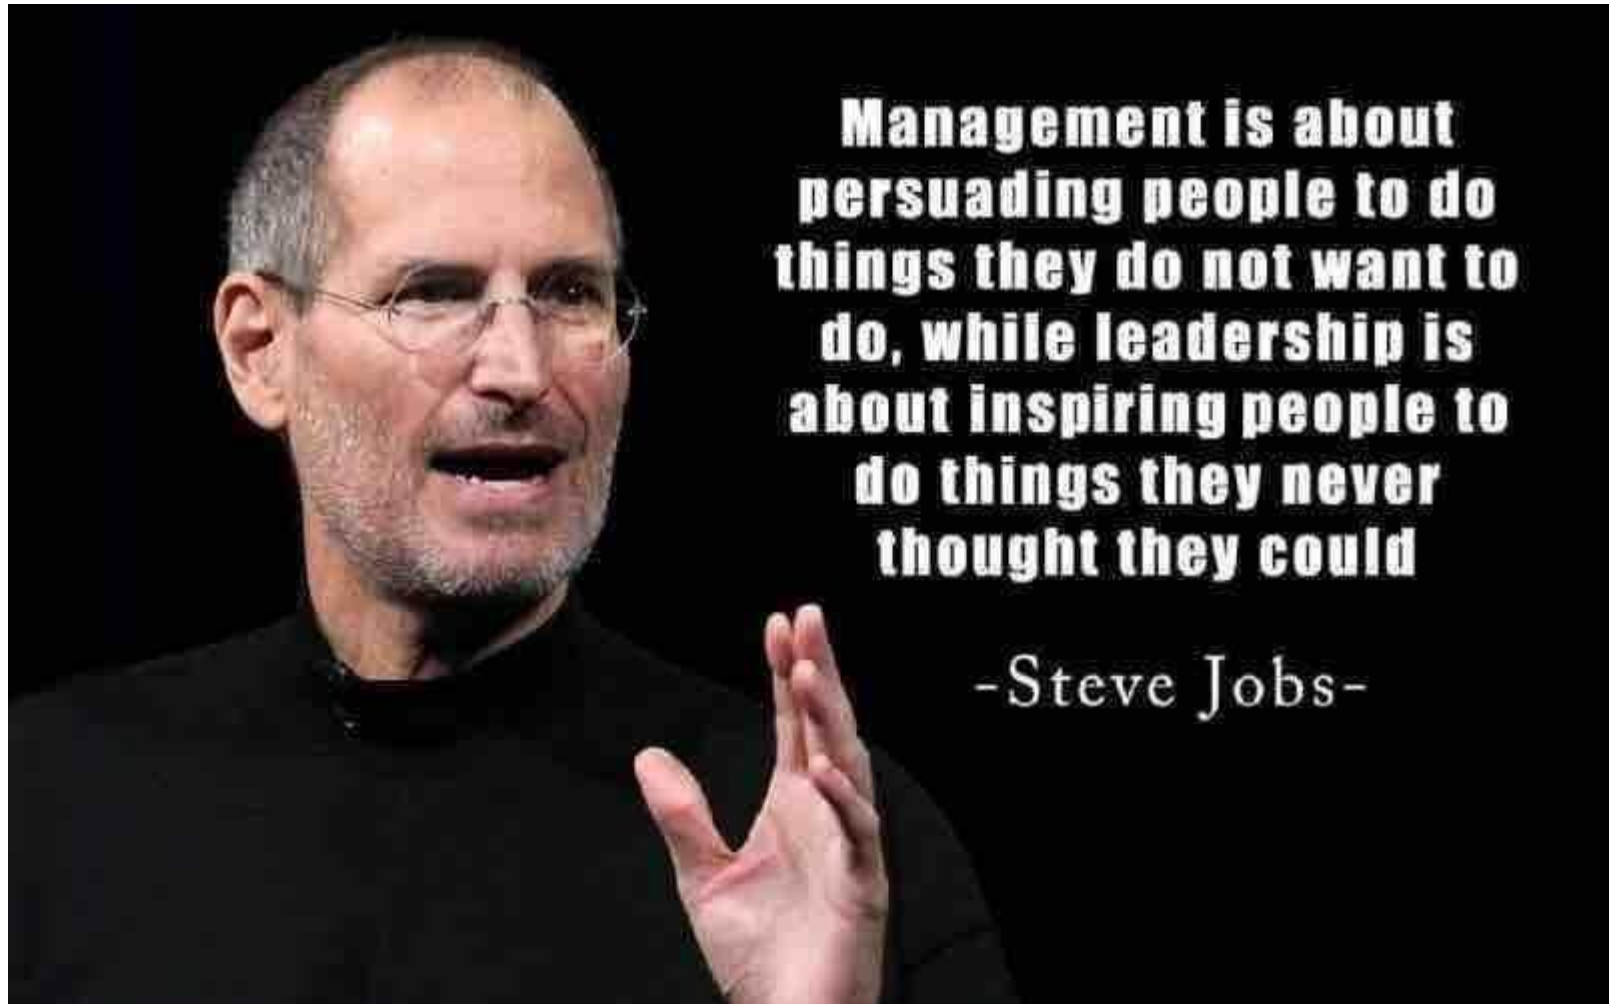 Management is about
persuading people to do
things they do not want to
do, while leadership is
about inspiring people to
do things they never
thought they could
-Steve Jobs-